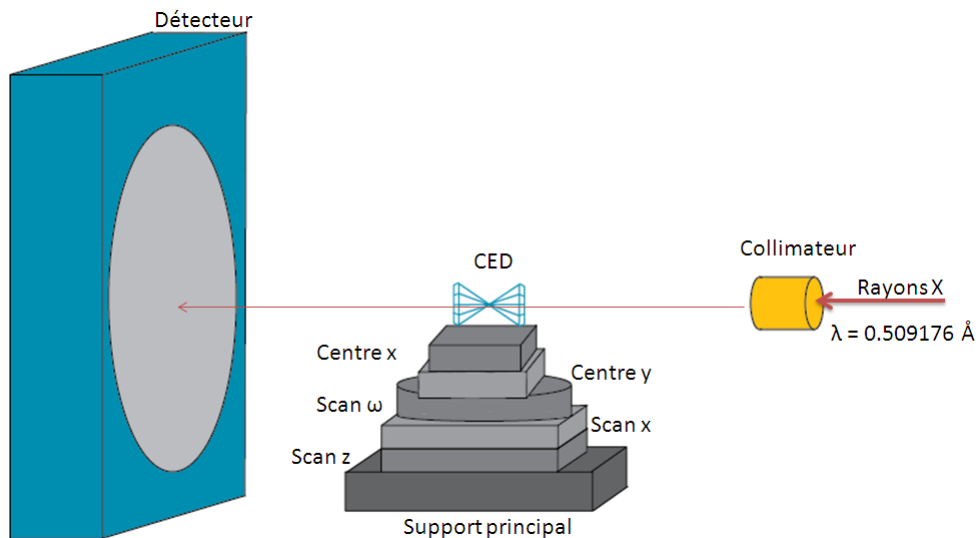 Détecteur
Collimateur
CED
Rayons X
λ = 0.509176 Å
Centre x
Centre y
Scan ω
Scan x
Scan z
Support principal